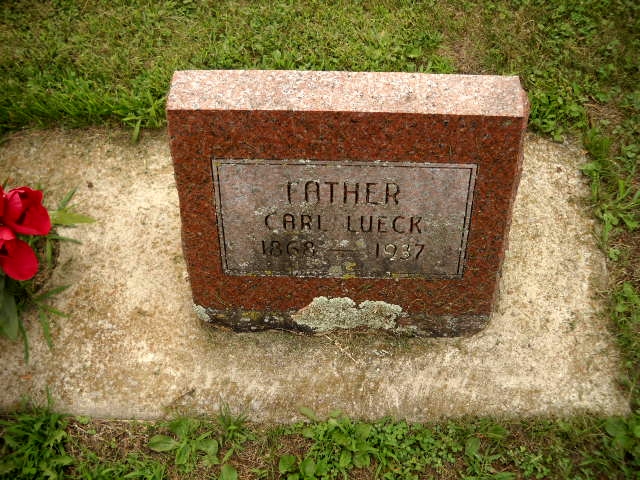 FATHER
CARL LUECK
1868 — 1937